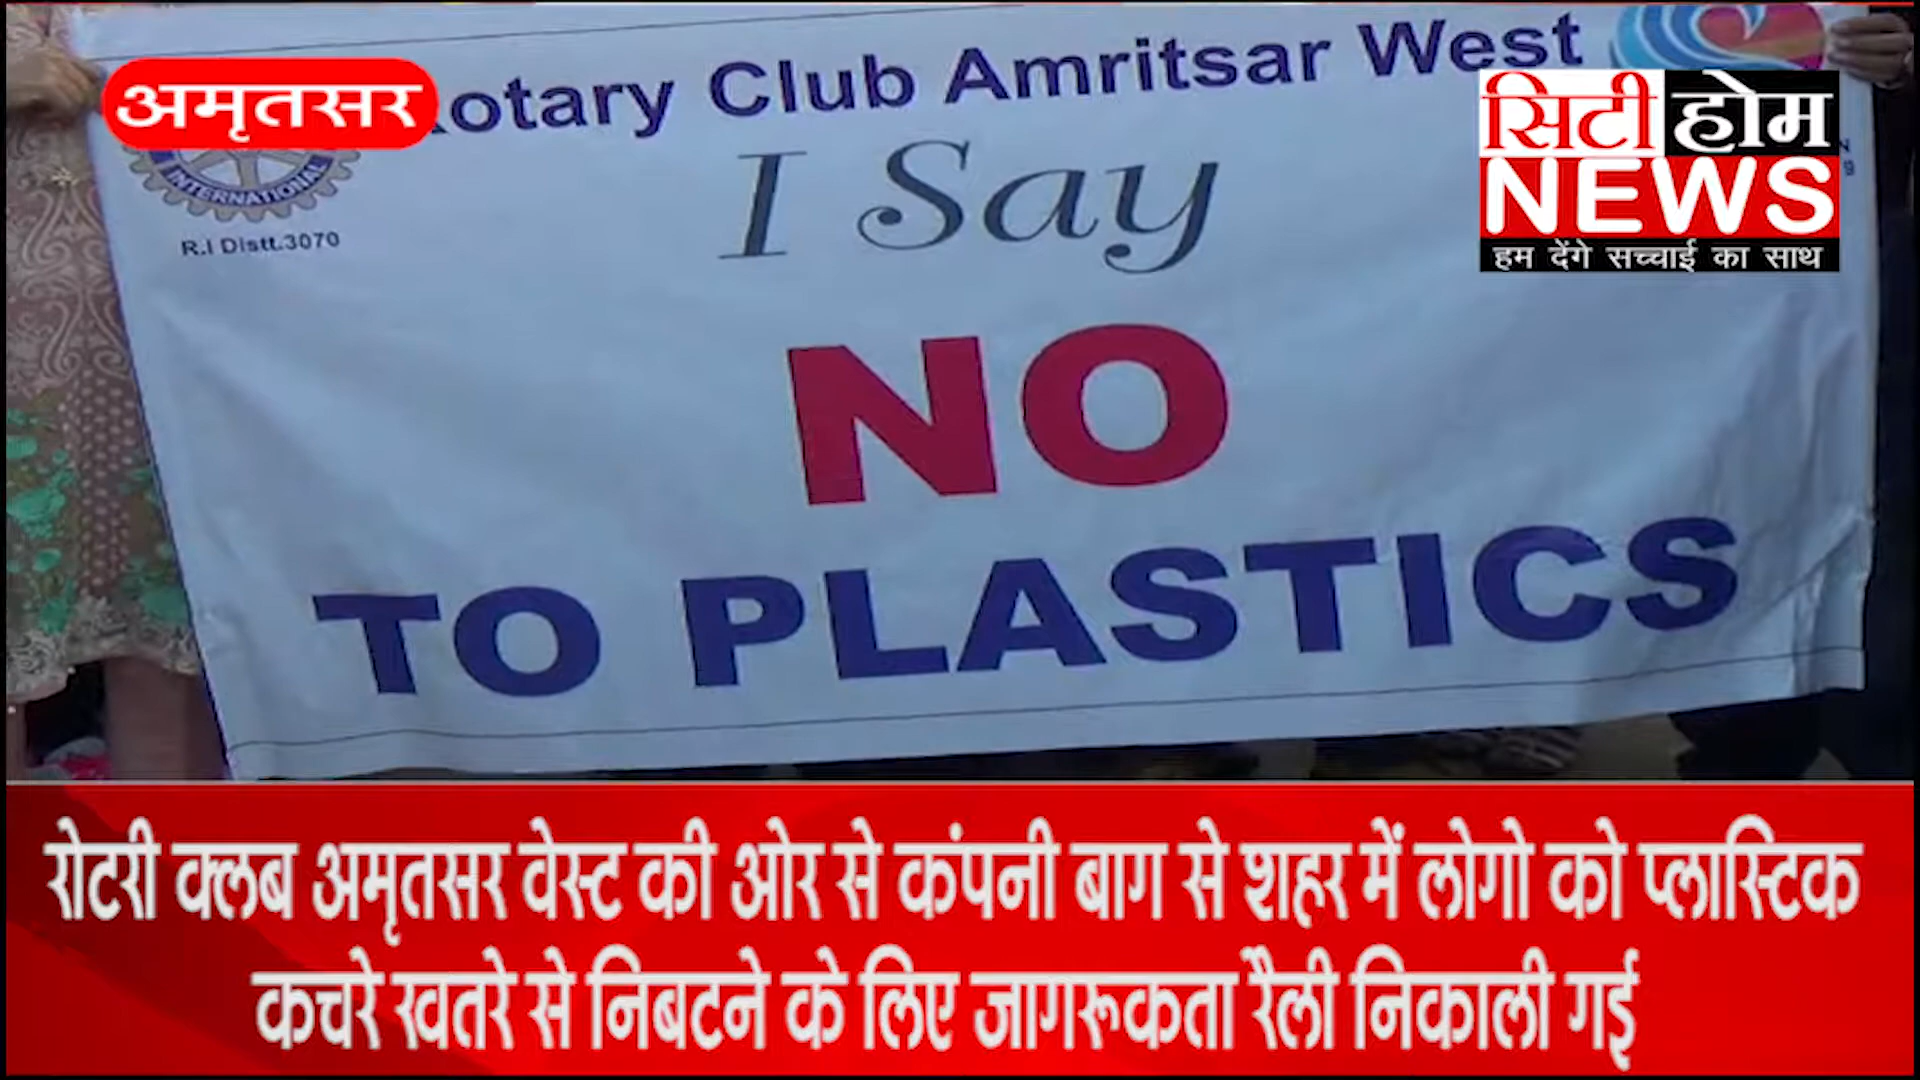 अमृतसर
Rotary Club Amritsar West
सिटी होम
NEWS
हम देंगे सच्चाई का साथ
INTERNATIONAL
R.I Distt.3070
I Say
NO
TO PLASTICS
रोटरी क्लब अमृतसर वेस्ट की ओर से कंपनी बाग से शहर में लोगो को प्लास्टिक
कचरे खतरे से निबटने के लिए जागरूकता रैली निकाली गई